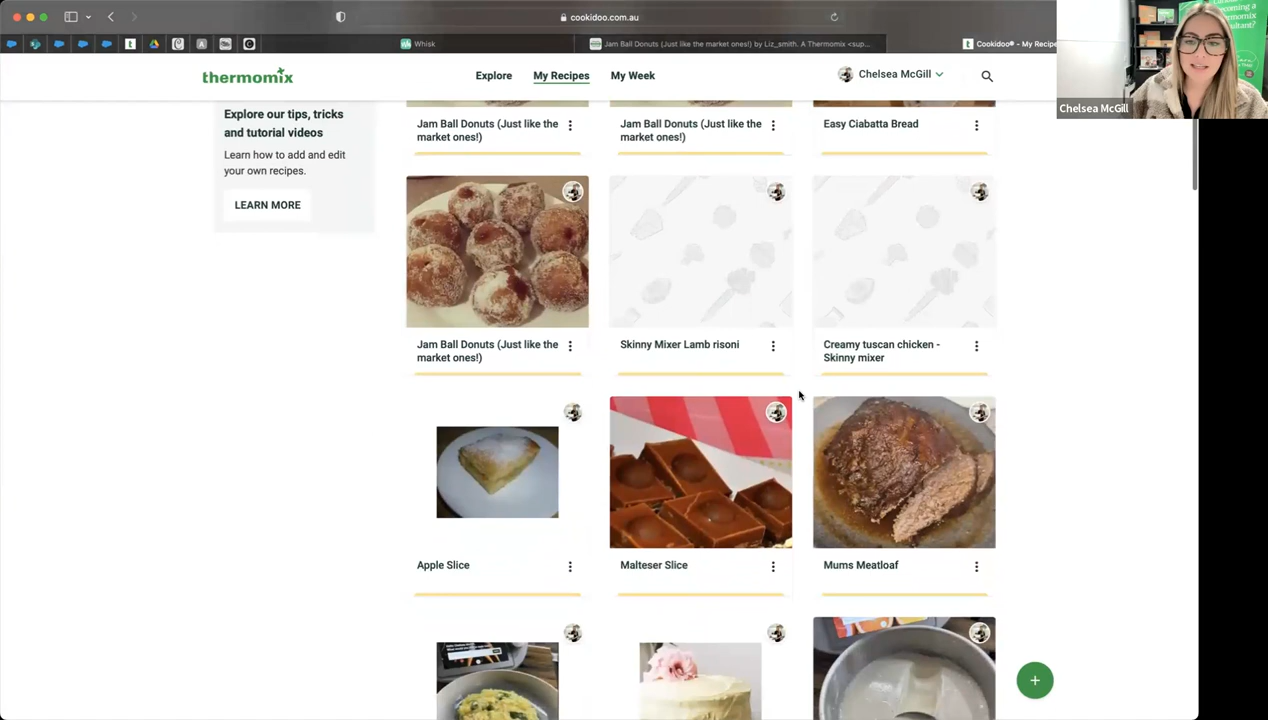 cookidoo.com.au
Whisk
Jam Ball Donuts (Just like the market ones!) by Liz_smith. A Thermomix <sup...
Cookidoo® - My Recipe
thermomix
Explore
My Recipes
My Week
Chelsea McGill
Chelsea McGill
becoming a
Explore our tips, tricks
and tutorial videos
Learn how to add and edit
your own recipes.
LEARN MORE
Jam Ball Donuts (Just like the
market ones!)
Jam Ball Donuts (Just like the
market ones!)
Easy Ciabatta Bread
Jam Ball Donuts (Just like the
market ones!)
Skinny Mixer Lamb risoni
Creamy tuscan chicken -
Skinny mixer
Apple Slice
Malteser Slice
Mums Meatloaf